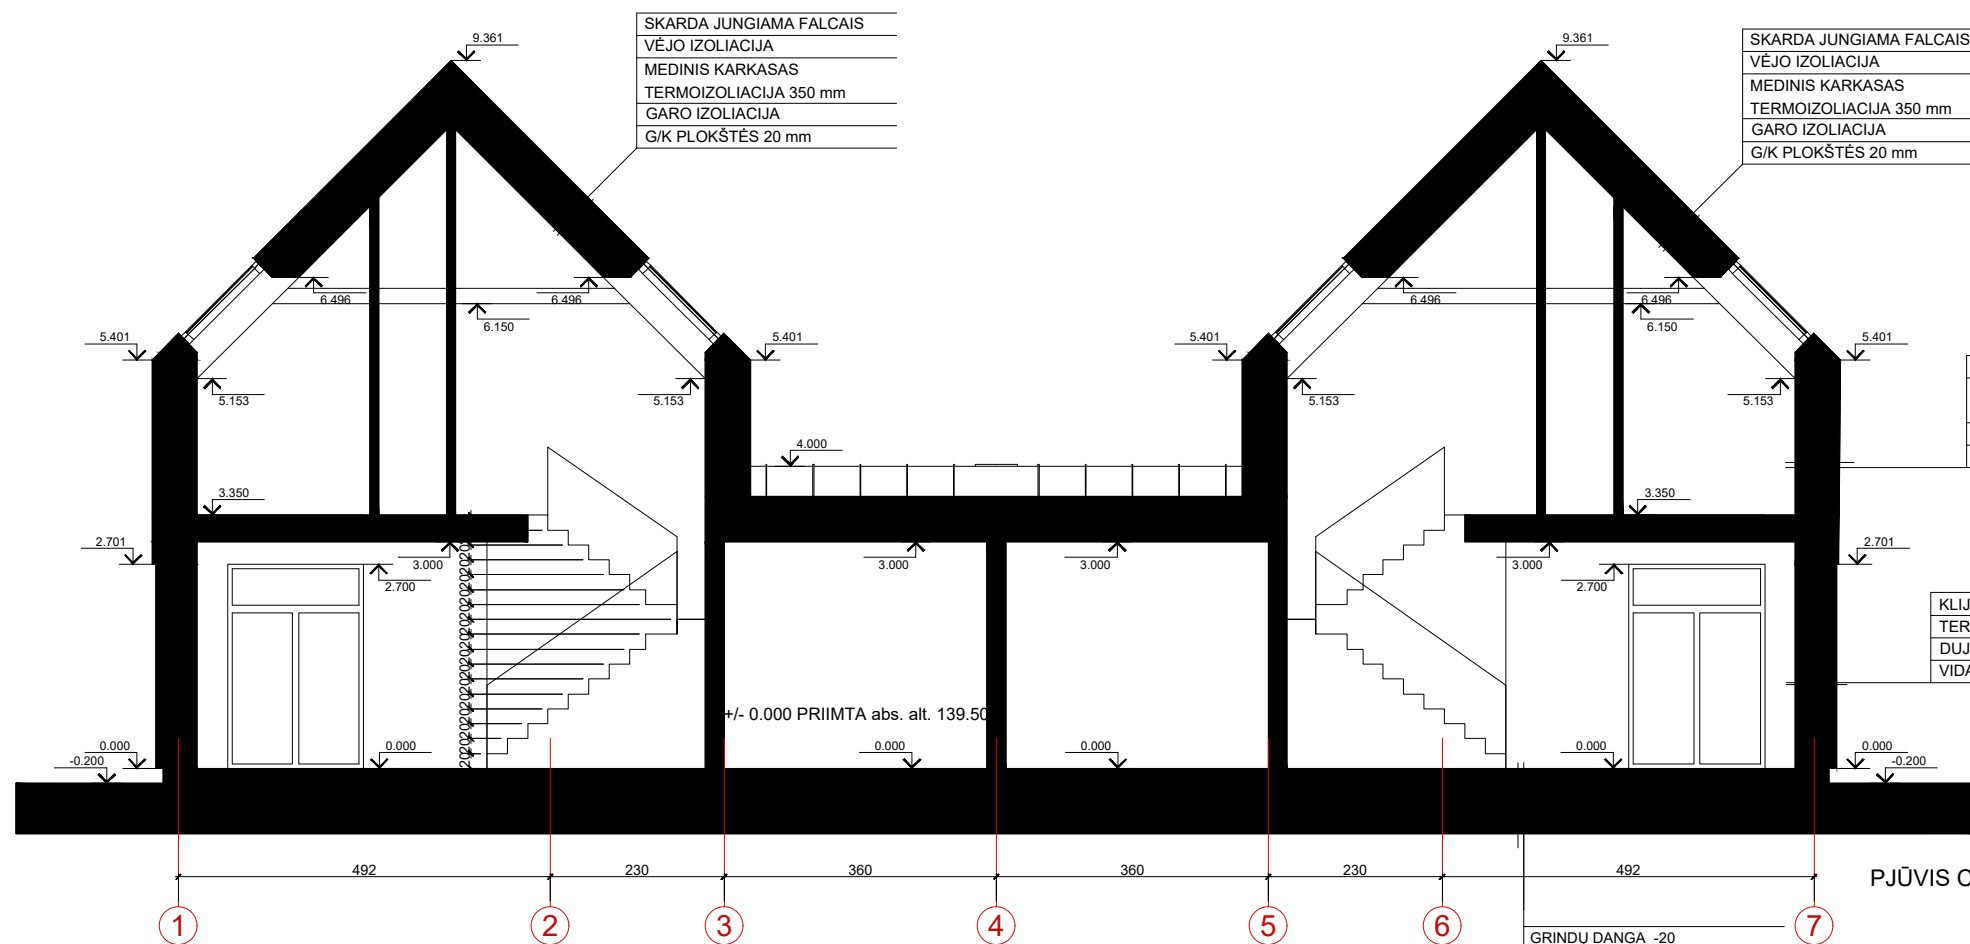 SKARDA JUNGIAMA FALCAIS
VĖJO IZOLIACIJA
MEDINIS KARKASAS
TERMOIZOLIACIJA 350 mm
GARO IZOLIACIJA
G/K PLOKŠTĖS 20 mm
SKARDA JUNGIAMA FALCAIS
VĖJO IZOLIACIJA
MEDINIS KARKASAS
TERMOIZOLIACIJA 350 mm
GARO IZOLIACIJA
G/K PLOKŠTĖS 20 mm
9.361
9.361
6.496
6.496
6.496
6.496
6.150
6.150
5.401
5.401
5.401
5.401
5.153
5.153
5.153
5.153
4.000
3.350
3.350
2.701
2.701
3.000
3.000
3.000
3.000
2.700
2.700
KLIJ
TER
DUJ
VIDA
+/- 0.000 PRIIMTA abs. alt. 139.50
0.000
0.000
0.000
0.000
0.000
0.000
-0.200
-0.200
492
230
360
360
230
492
PJŪVIS C
1
2
3
4
5
6
7
GRINDŲ DANGA -20